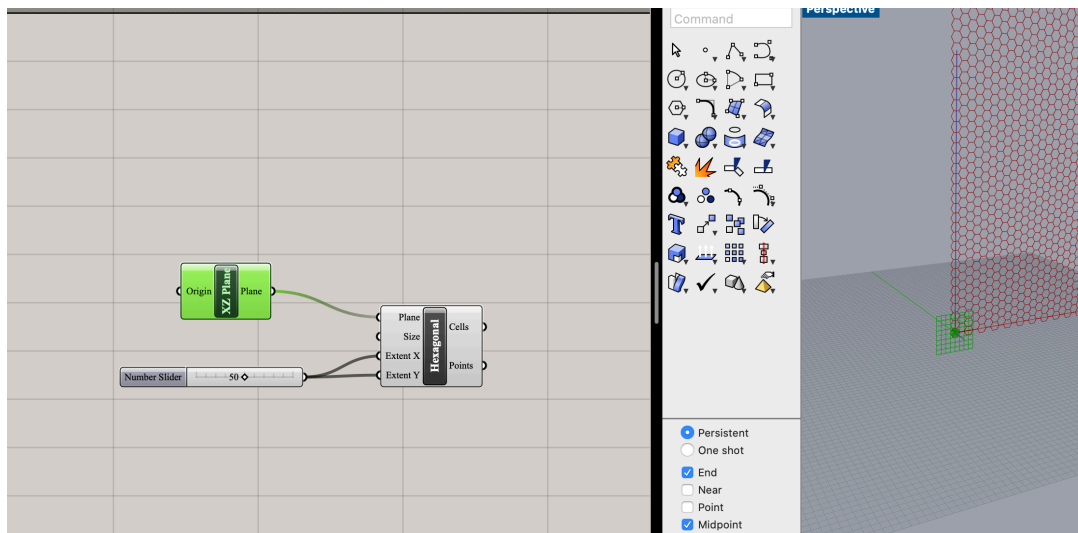 Origin
XZ Plane
Plane
Plane
Size
Extent X
Extent Y
Hexagonal
Cells
Points
Number Slider
50
Command
Persistent
One shot
End
Near
Point
Midpoint
Perspective